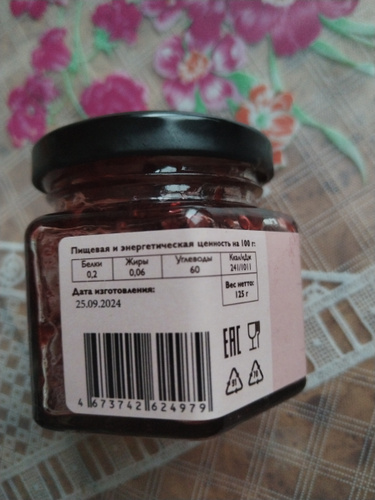 Пищевая и энергетическая ценность на 100 г:
Белки Жиры Углеводы Ккал/кДж
0,2 0,06 60 241/1011
Дата изготовления:
25.09.2024
Вес нетто:
125 г
EAC
4 673742 624979